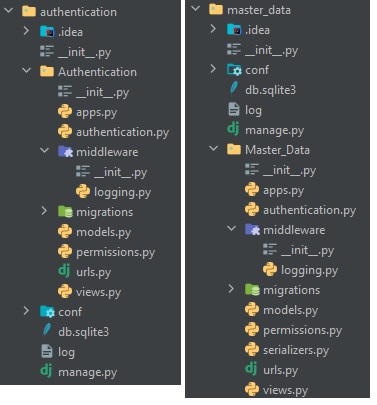 authentication
.idea
__init__.py
Authentication
__init__.py
apps.py
authentication.py
middleware
__init__.py
logging.py
migrations
models.py
permissions.py
urls.py
views.py
conf
db.sqlite3
log
manage.py
master_data
.idea
__init__.py
conf
db.sqlite3
log
manage.py
Master_Data
__init__.py
apps.py
authentication.py
middleware
__init__.py
logging.py
migrations
models.py
permissions.py
serializers.py
urls.py
views.py